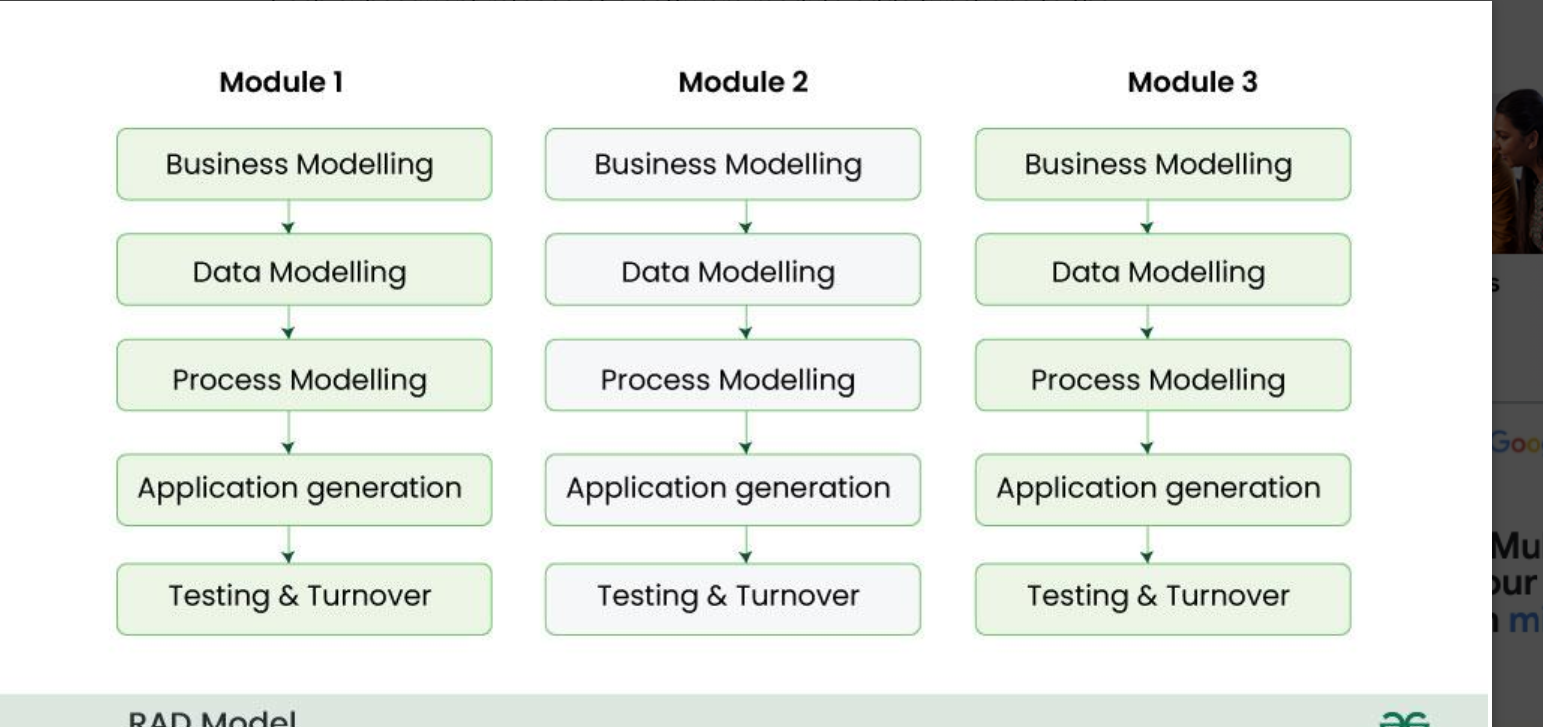 Module 1
Module 2
Module 3
Business Modelling
Business Modelling
Business Modelling
Data Modelling
Data Modelling
Data Modelling
Process Modelling
Process Modelling
Process Modelling
Application generation
Application generation
Application generation
Testing & Turnover
Testing & Turnover
Testing & Turnover
RAD Model